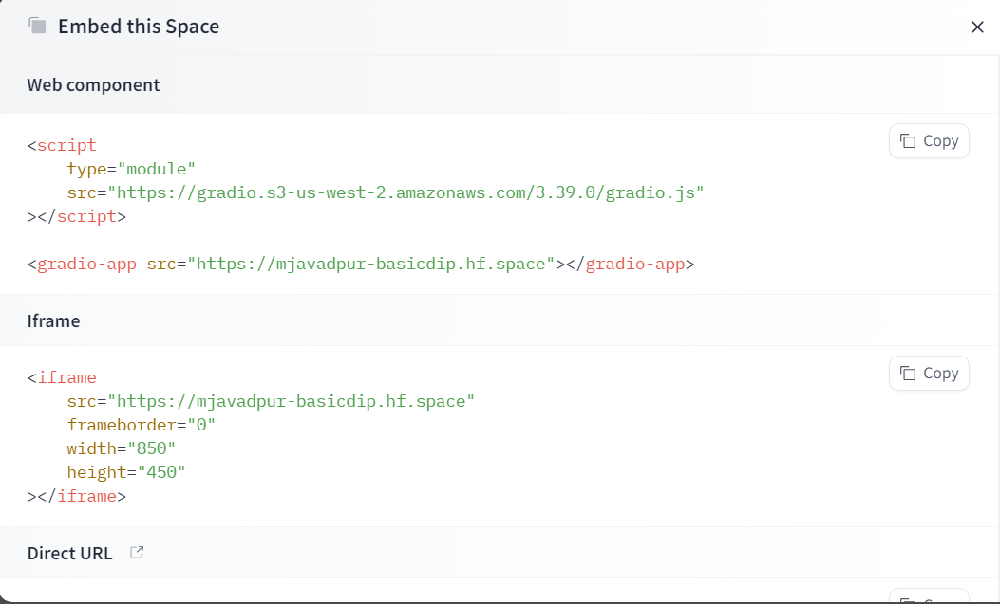 Embed this Space
Web component
Copy
<script
    type="module"
    src="https://gradio.s3-us-west-2.amazonaws.com/3.39.0/gradio.js"
></script>
<gradio-app src="https://mjavadpur-basicdip.hf.space"></gradio-app>
Iframe
Copy
<iframe
    src="https://mjavadpur-basicdip.hf.space"
    frameborder="0"
    width="850"
    height="450"
></iframe>
Direct URL